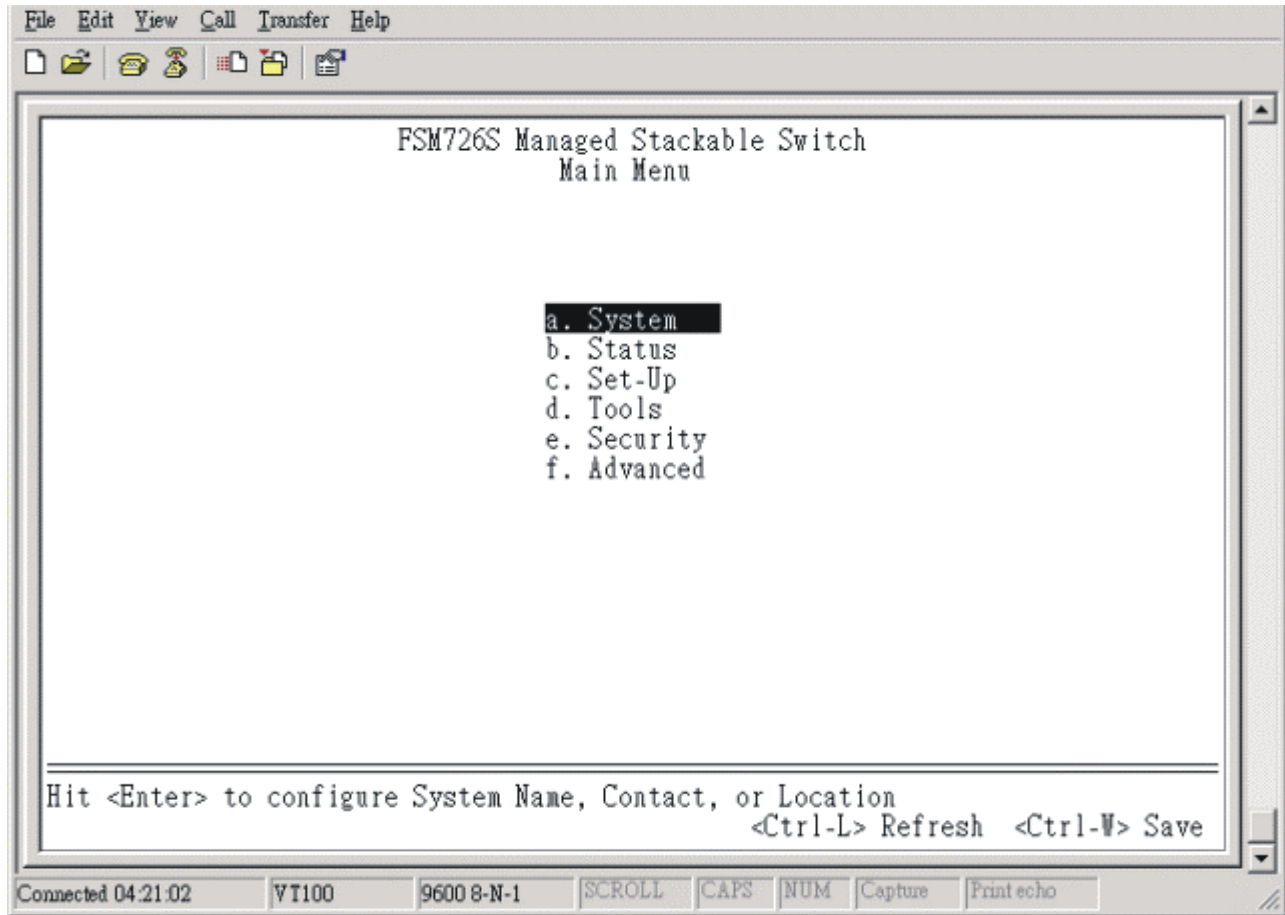 File Edit View Call Transfer Help
FSM726S Managed Stackable Switch
Main Menu
a. System
b. Status
c. Set-Up
d. Tools
e. Security
f. Advanced
Hit <Enter> to configure System Name, Contact, or Location
<Ctrl-L> Refresh <Ctrl-W> Save
Connected 04:21:02 VT100 9600 8-N-1 SCROLL CAPS NUM Capture Print echo